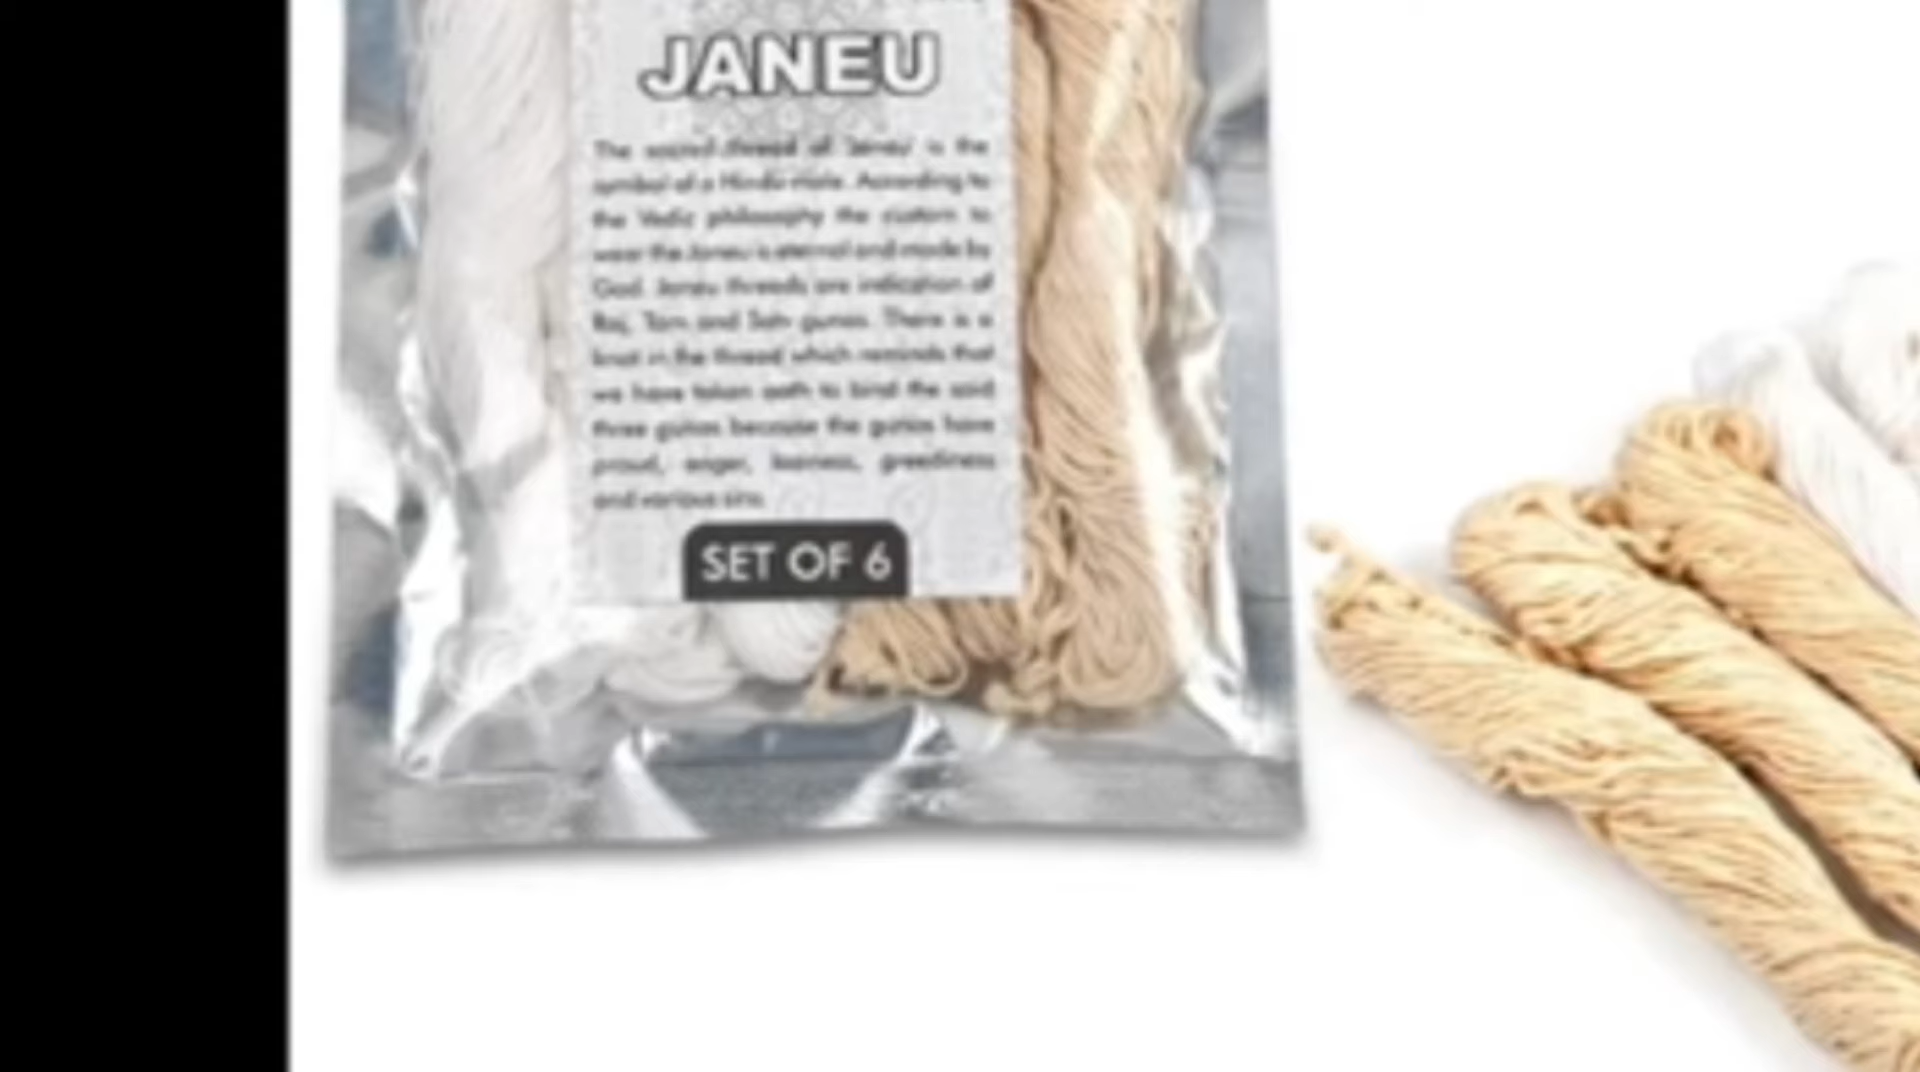 JANEU
The sacred thread of 'Janeu' is the
symbol of a Hindu male. According to
the Vedic philosophy the custom to
wear the Janeu is eternal and made by
God. Janeu threads are indication of
Raj, Tam and Sato gunas. There is a
knot in the thread which reminds that
we have taken oath to bind the said
three gunas because the gunas have
proud, anger, greediness
and various sins.
SET OF 6